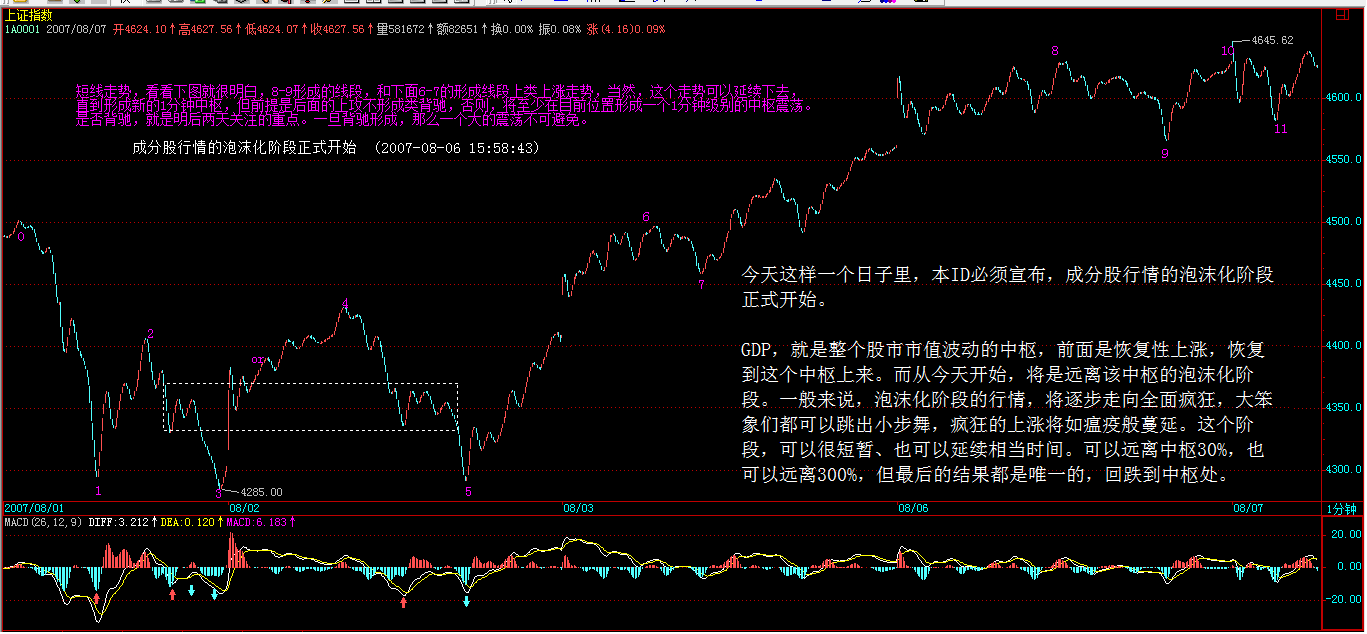 上证指数
日
1A0001 2007/08/07 开4624.10↑高4627.56↑低4624.07↑收4627.56↑量581672↑额82651↑换0.00% 振0.08% 涨(4.16)0.09%
4645.62
8
10
短线走势，看看下图就很明白，8-9形成的线段，和下面6-7的形成线段上类上涨走势，当然，这个走势可以延续下去，
直到形成新的1分钟中枢，但前提是后面的上攻不形成类背驰，否则，将至少在目前位置形成一个1分钟级别的中枢震荡。
是否背驰，就是明后两天关注的重点。一旦背驰形成，那么一个大的震荡不可避免。
4600.0
11
成分股行情的泡沫化阶段正式开始 （2007-08-06 15:58:43）
9
4550.0
6
4500.0
0
今天这样一个日子里，本ID必须宣布，成分股行情的泡沫化阶段
正式开始。
7
4450.0
4
2
4400.0
or
GDP，就是整个股市市值波动的中枢，前面是恢复性上涨，恢复
到这个中枢上来。而从今天开始，将是远离该中枢的泡沫化阶
段。一般来说，泡沫化阶段的行情，将逐步走向全面疯狂，大笨
象们都可以跳出小步舞，疯狂的上涨将如瘟疫般蔓延。这个阶
段，可以很短暂、也可以延续相当时间。可以远离中枢30%，也
可以远离300%，但最后的结果都是唯一的，回跌到中枢处。
4350.0
4300.0
1
3
4285.00
5
2007/08/01 08/02 08/03 08/06 08/07 1分钟
MACD(26,12,9) DIFF:3.212↑ DEA:0.120↑ MACD:6.183↑
20.00
0.00
-20.00